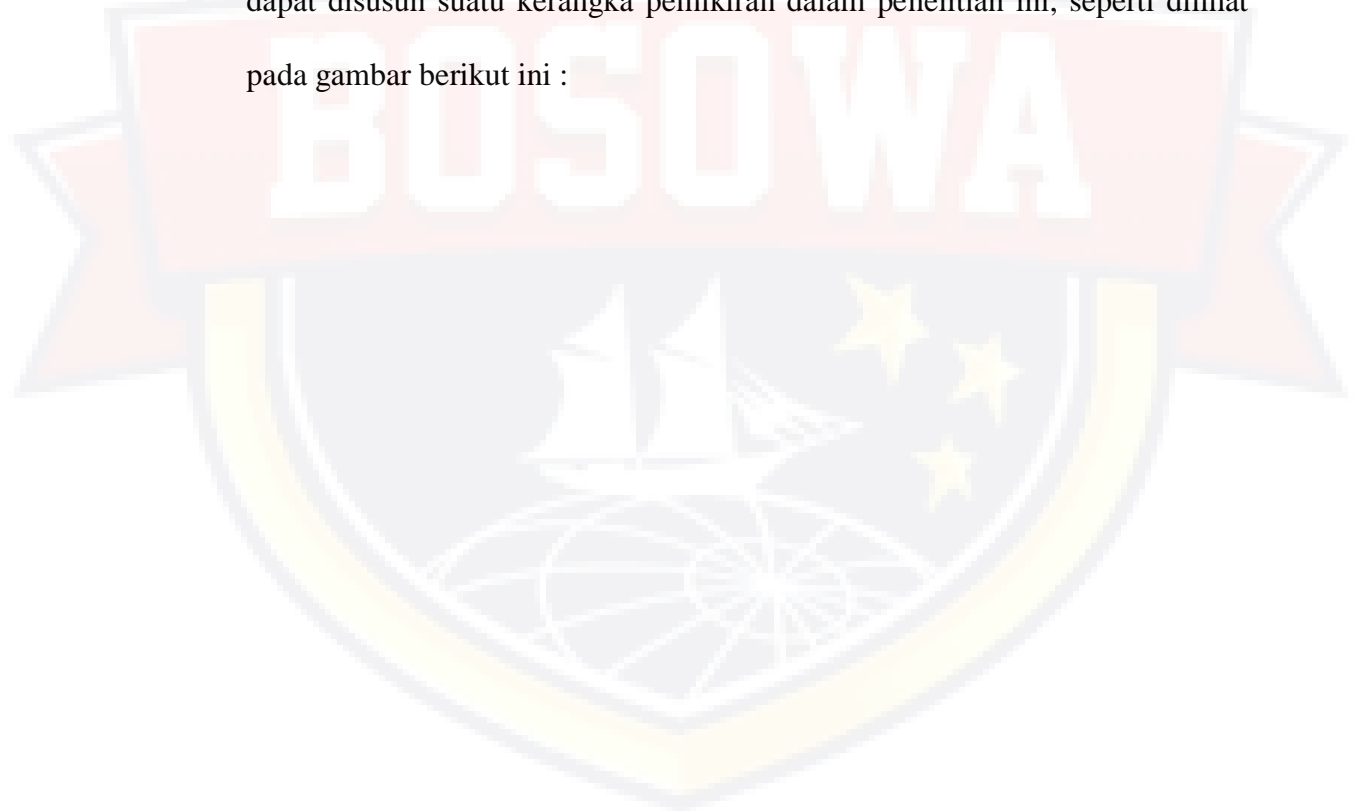 dapat disusun suatu kerangka pemikiran dalam penelitian ini, seperti dilihat
pada gambar berikut ini :
BOSOWA